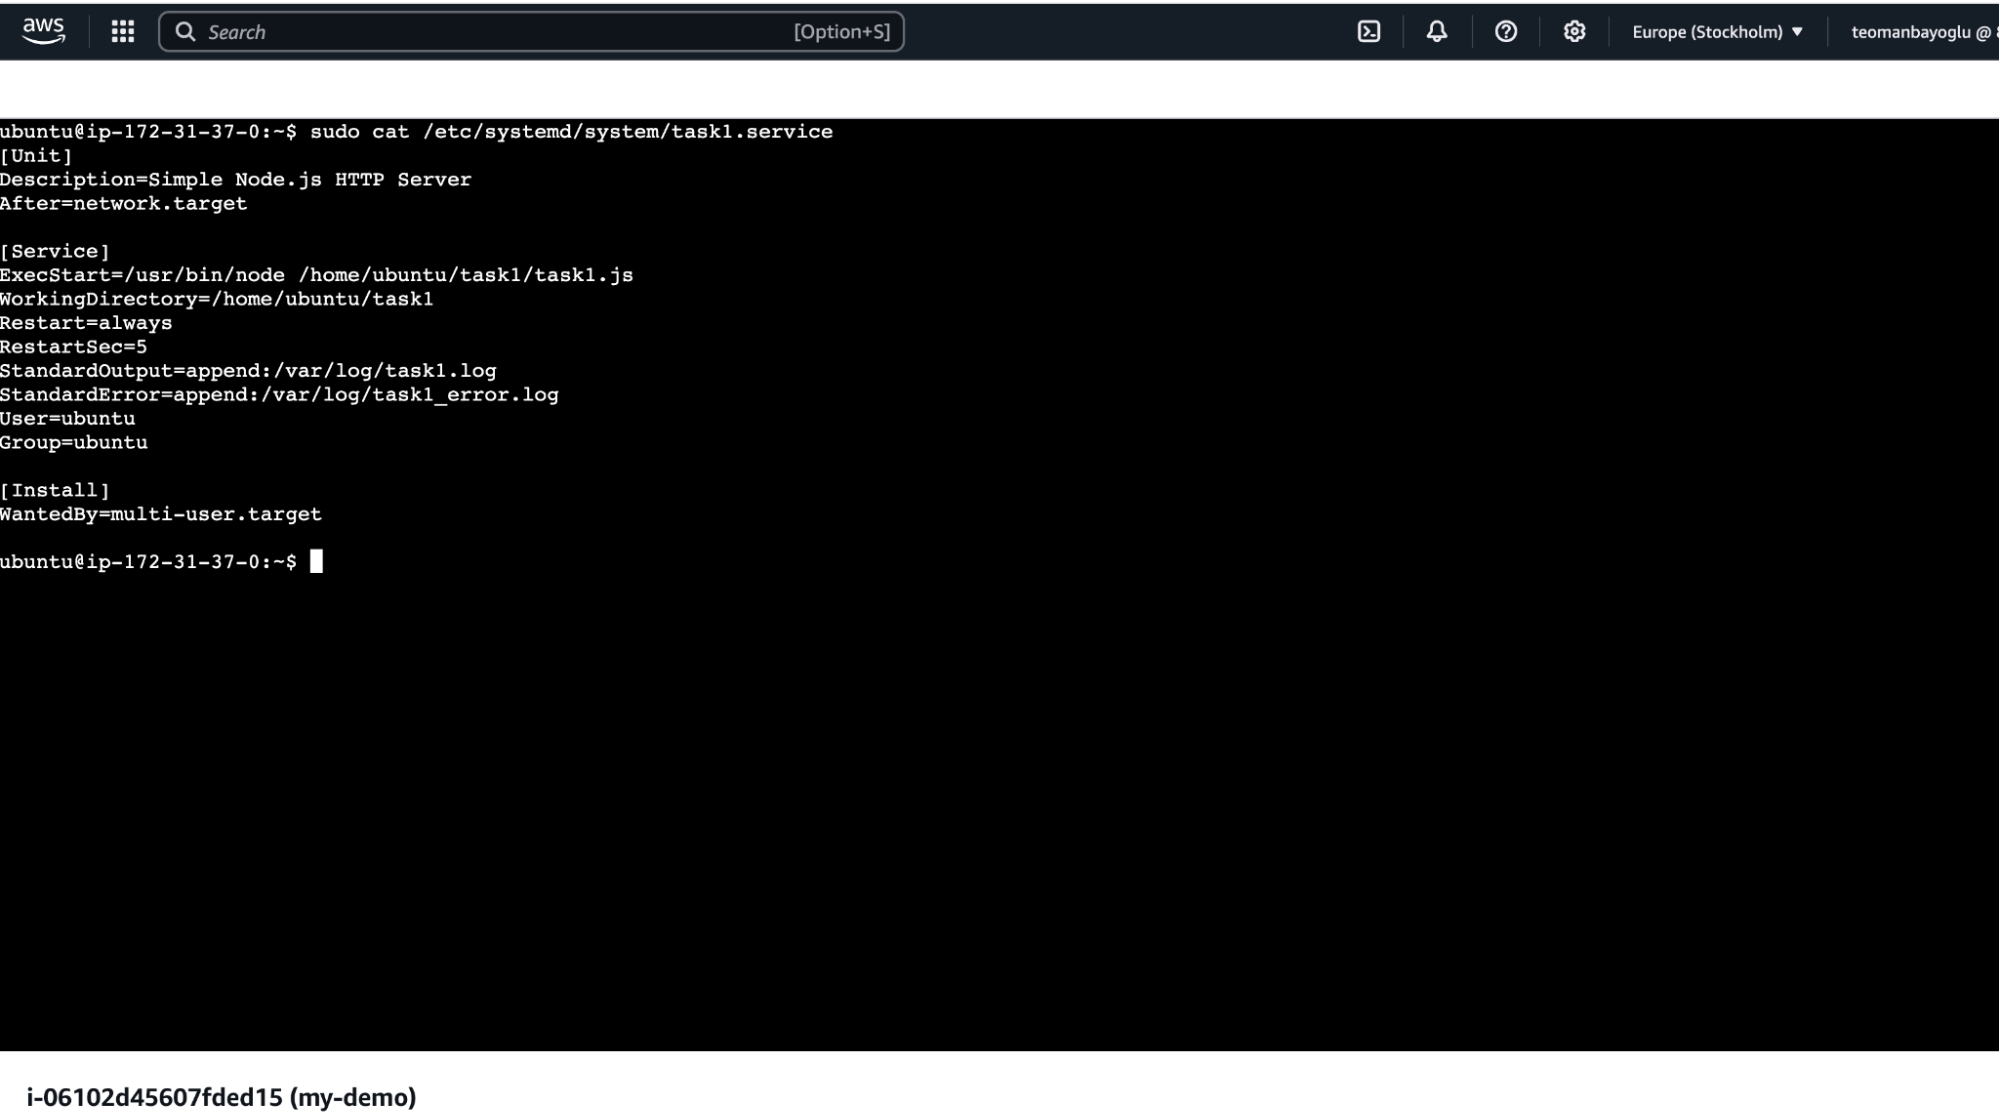 aws
Search [Option+S] Europe (Stockholm) ▼ teomanbayoglu @
ubuntu@ip-172-31-37-0:~$ sudo cat /etc/systemd/system/task1.service
[Unit]
Description=Simple Node.js HTTP Server
After=network.target
[Service]
ExecStart=/usr/bin/node /home/ubuntu/task1/task1.js
WorkingDirectory=/home/ubuntu/task1
Restart=always
RestartSec=5
StandardOutput=append:/var/log/task1.log
StandardError=append:/var/log/task1_error.log
User=ubuntu
Group=ubuntu
[Install]
WantedBy=multi-user.target
ubuntu@ip-172-31-37-0:~$
i-06102d45607fded15 (my-demo)